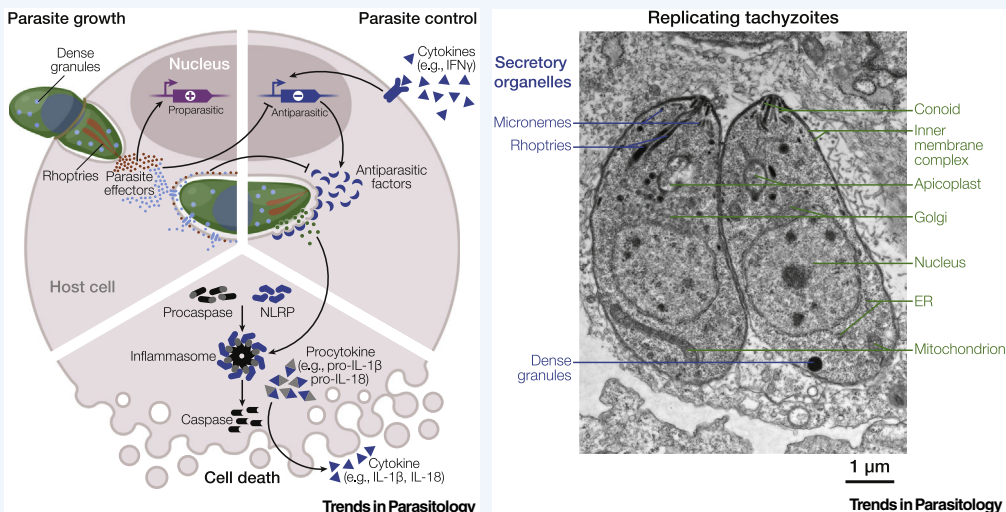 Parasite growth
Parasite control
Dense
granules
Nucleus
Cytokines
(e.g., IFNγ)
Proparasitic
Antiparasitic
Rhoptries
Parasite
effectors
Antiparasitic
factors
Host cell
Procaspase
NLRP
Inflammasome
Procytokine
(e.g., pro-IL-1β
pro-IL-18)
Caspase
Cell death
Cytokine
(e.g., IL-1β, IL-18)
Trends in Parasitology
Replicating tachyzoites
Secretory
organelles
Micronemes
Rhoptries
Dense
granules
Conoid
Inner
membrane
complex
Apicoplast
Golgi
Nucleus
ER
Mitochondrion
1 μm
Trends in Parasitology